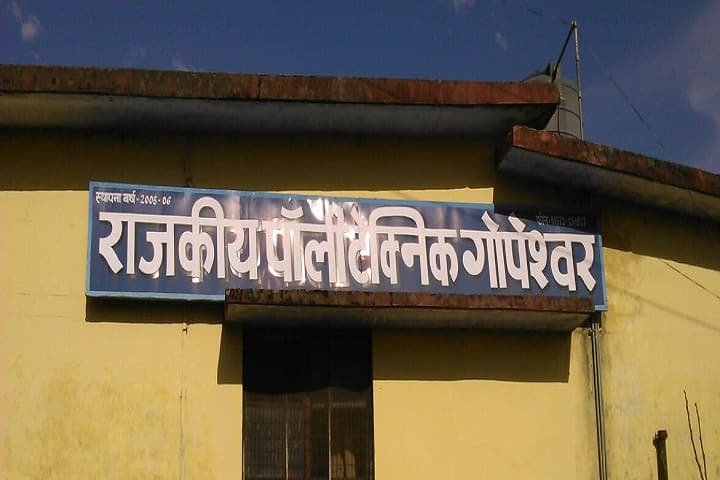 स्थापना वर्ष-2005-06
राजकीय पॉलीटैक्निक गोपेश्वर